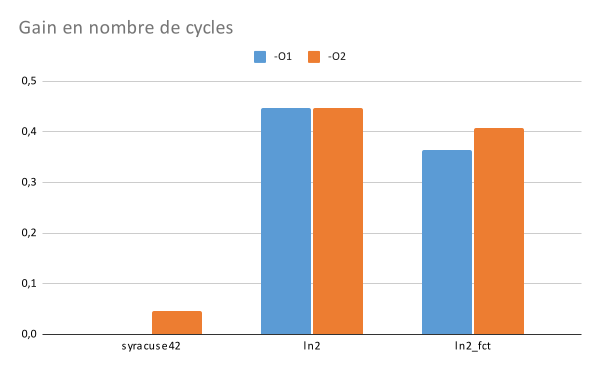 Gain en nombre de cycles
-O1 -O2
0,5
0,4
0,3
0,2
0,1
0,0
syracuse42 ln2 ln2_fct